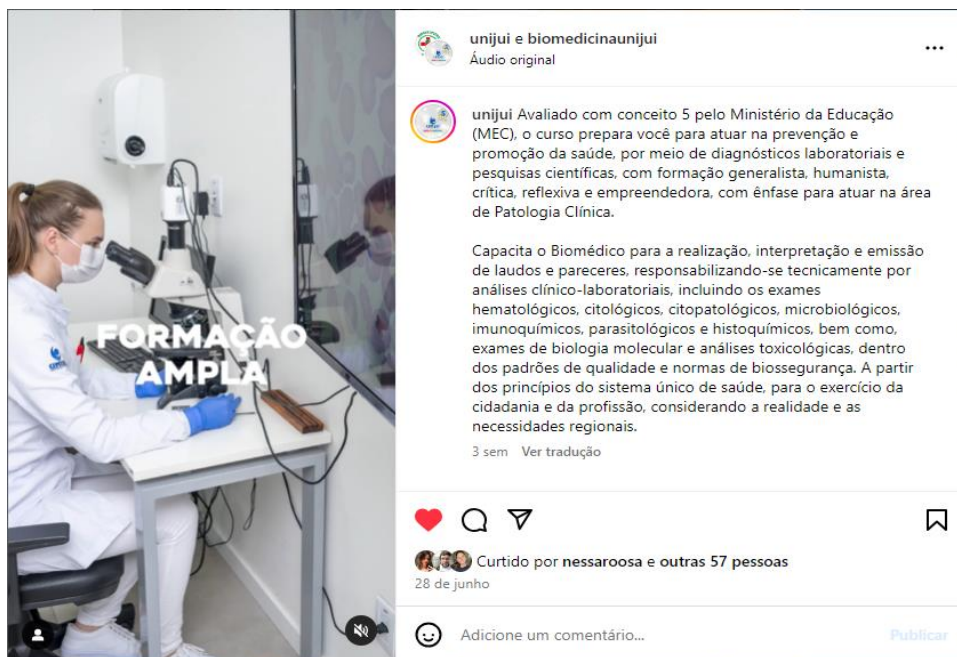 unijui e biomedicinaunijui
Áudio original
unijui Avaliado com conceito 5 pelo Ministério da Educação
(MEC), o curso prepara você para atuar na prevenção e
promoção da saúde, por meio de diagnósticos laboratoriais e
pesquisas científicas, com formação generalista, humanista,
crítica, reflexiva e empreendedora, com ênfase para atuar na área
de Patologia Clínica.
Capacita o Biomédico para a realização, interpretação e emissão
de laudos e pareceres, responsabilizando-se tecnicamente por
análises clínico-laboratoriais, incluindo os exames
hematológicos, citológicos, citopatológicos, microbiológicos,
imunoquímicos, parasitológicos e histoquímicos, bem como,
exames de biologia molecular e análises toxicológicas, dentro
dos padrões de qualidade e normas de biossegurança. A partir
dos princípios do sistema único de saúde, para o exercício da
cidadania e da profissão, considerando a realidade e as
necessidades regionais.
3 sem Ver tradução
FORMAÇÃO
AMPLA
Curtido por nessaroosa e outras 57 pessoas
28 de junho
Adicione um comentário...
Publicar